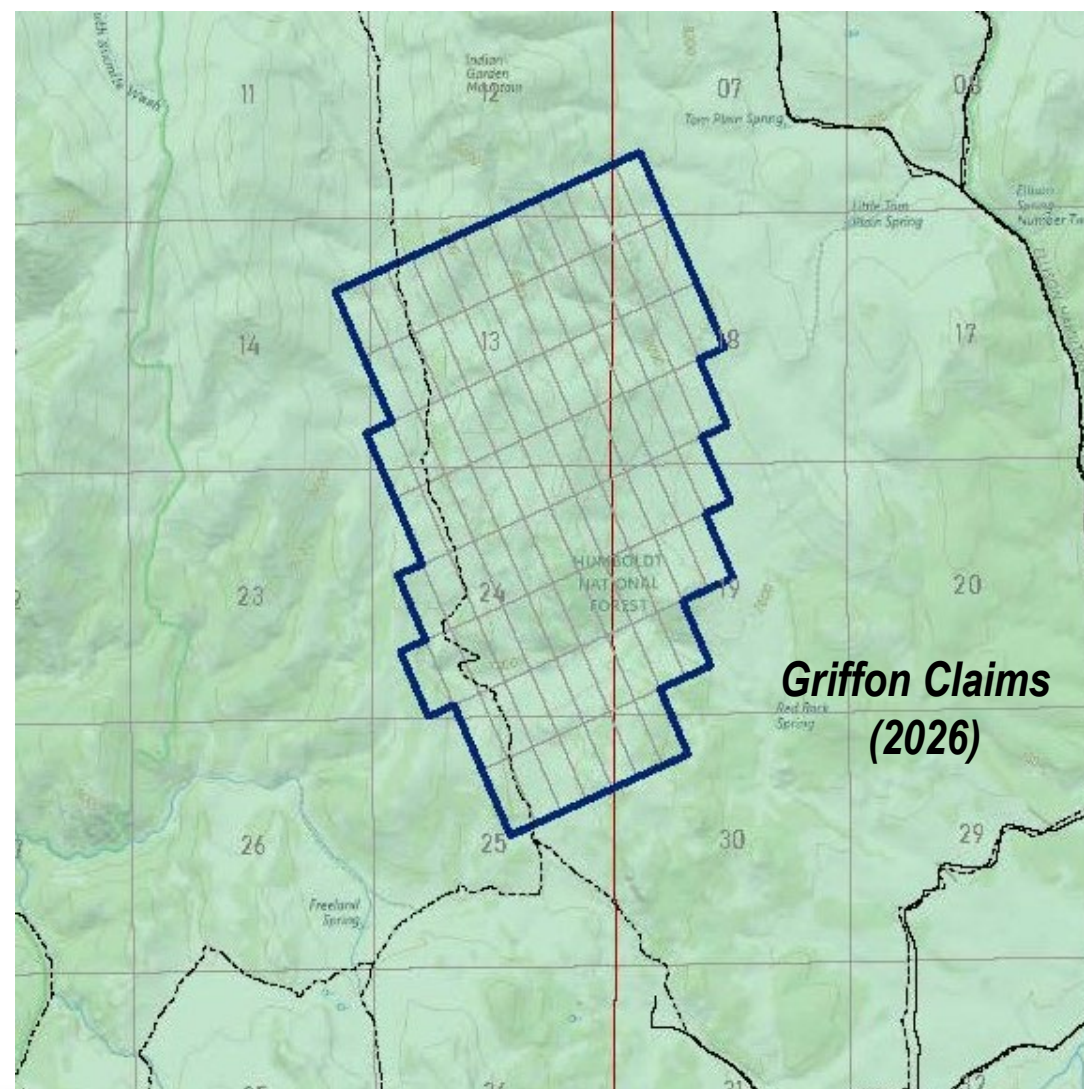 Indian
Garden
Mountain
11
12
07
08
Tom Plain Spring
Ellison
Spring
Little Tom
Plain Spring
Number
14
13
18
17
HUMBOLDT
NATIONAL
FOREST
23
24
19
20
Griffon Claims
(2026)
Red Rock
Spring
26
25
30
29
Freeland
Spring